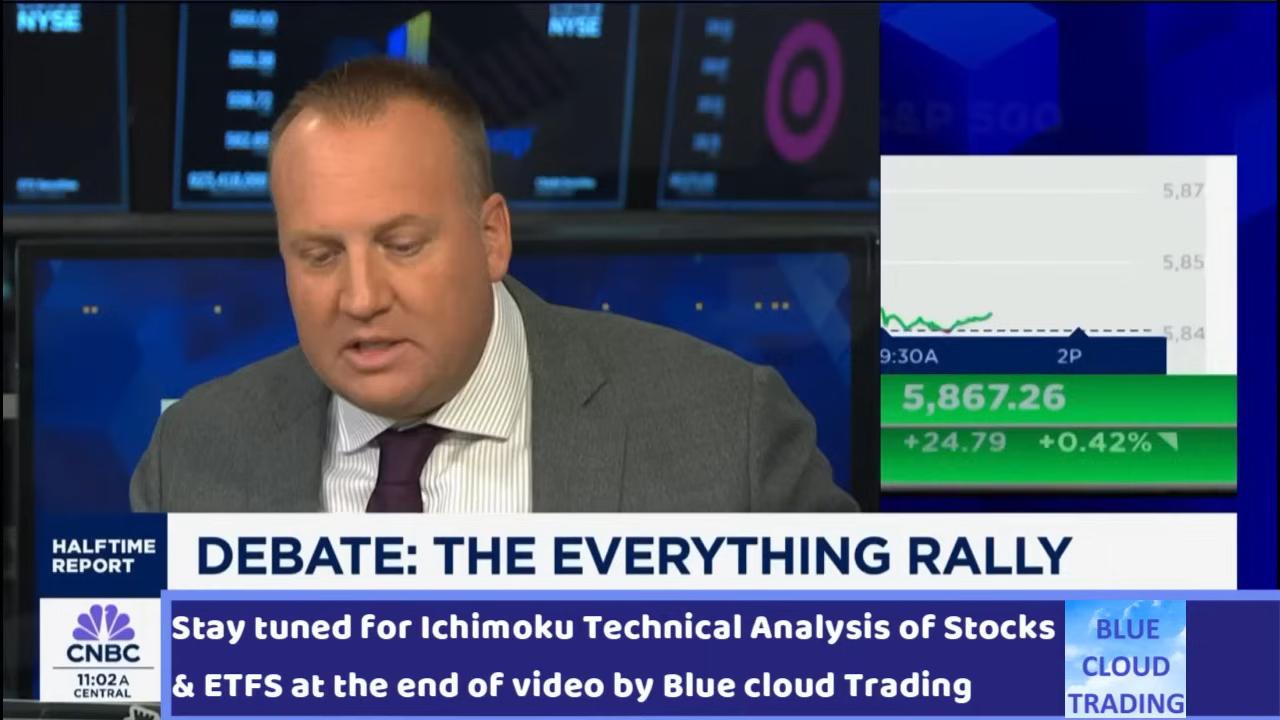 NYSE
NYSE
S&P 500
5,87
5,85
5,84
9:30A 2P
5,867.26
+24.79 +0.42%
HALFTIME
REPORT
DEBATE: THE EVERYTHING RALLY
CNBC
11:02A
CENTRAL
Stay tuned for Ichimoku Technical Analysis of Stocks
& ETFS at the end of video by Blue cloud Trading
BLUE
CLOUD
TRADING